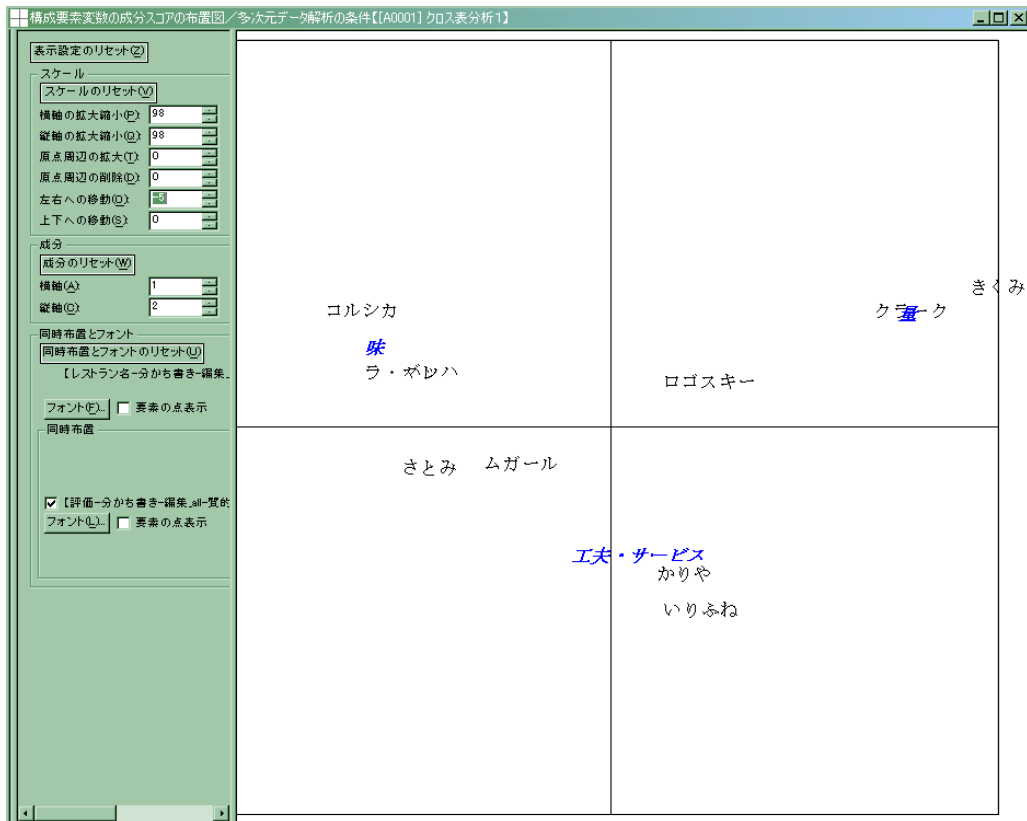 構成要素変数の成分スコアの布置図／多次元データ解析の条件【[A0001] クロス表分析1】
表示設定のリセット(Z)
スケール
スケールのリセット(V)
横軸の拡大縮小(P): 98
縦軸の拡大縮小(Q): 98
原点周辺の拡大(T): 0
原点周辺の削除(D): 0
左右への移動(O): -5
上下への移動(S): 0
成分
成分のリセット(W)
横軸(A): 1
縦軸(C): 2
同時布置とフォント
同時布置とフォントのリセット(U)
【レストラン名-分かち書き-編集_
フォント(F)... 要素の点表示
同時布置
【評価-分かち書き-編集_all-質的
フォント(L)... 要素の点表示
きくみ
コルシカ
クラーク
量
味
ラ・
ロゴスキー
さとみ
ムガール
工夫・サービス
かりや
いりふね